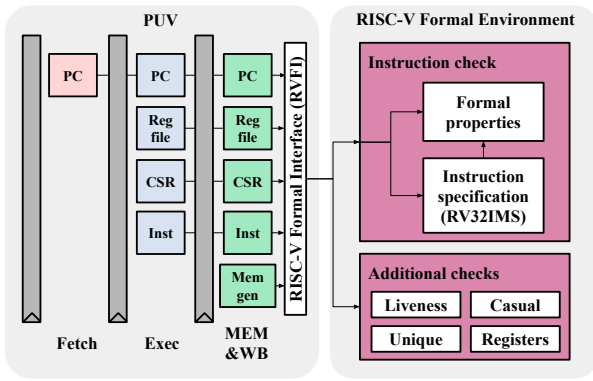 PUV
PC
PC
PC
Reg
file
Reg
file
CSR
CSR
Inst
Inst
Mem
gen
Fetch
Exec
MEM
&WB
RISC-V Formal Interface (RVFI)
RISC-V Formal Environment
Instruction check
Formal
properties
Instruction
specification
(RV32IMS)
Additional checks
Liveness
Casual
Unique
Registers